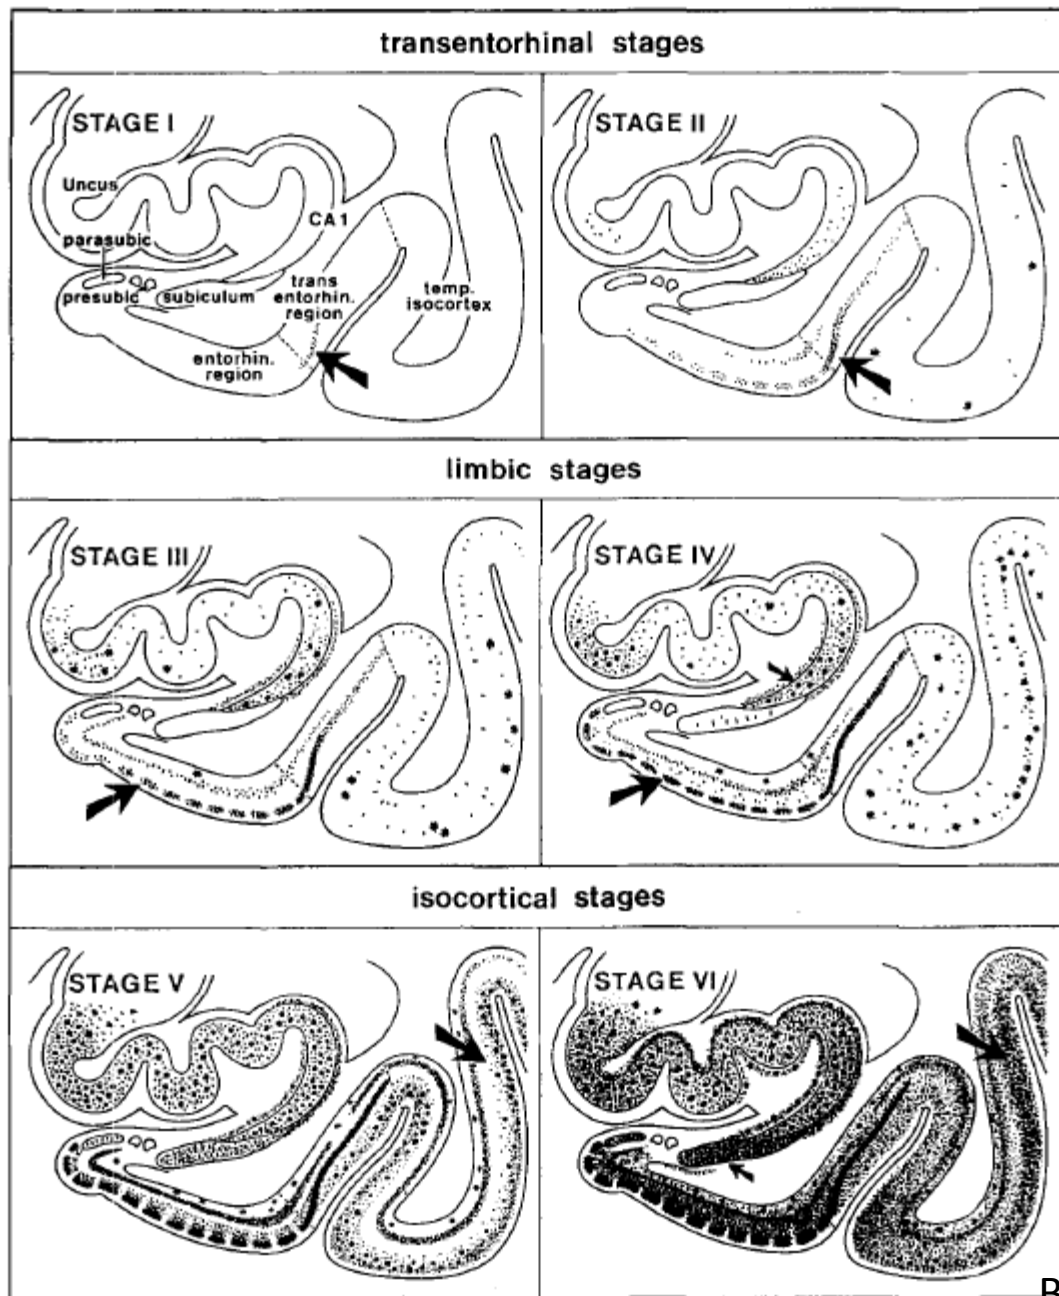 transentorhinal stages
STAGE I
Uncus
parasubic
presubic
subiculum
CA1
trans
entorhin.
region
temp.
isocortex
entorhin.
region
STAGE II
limbic stages
STAGE III
STAGE IV
isocortical stages
STAGE V
STAGE VI